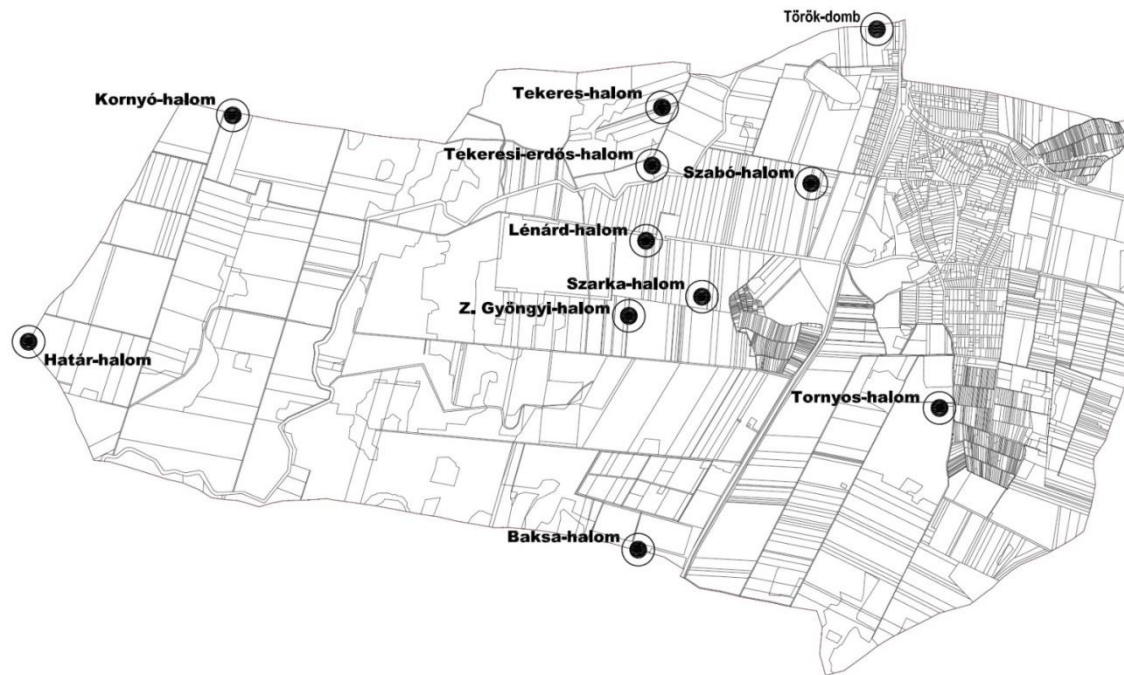 Török-domb
Kornyó-halom
Tekeres-halom
Tekeresi-erdős-halom
Szabó-halom
Lénárd-halom
Szarka-halom
Z. Gyöngyi-halom
Határ-halom
Tornyos-halom
Baksa-halom